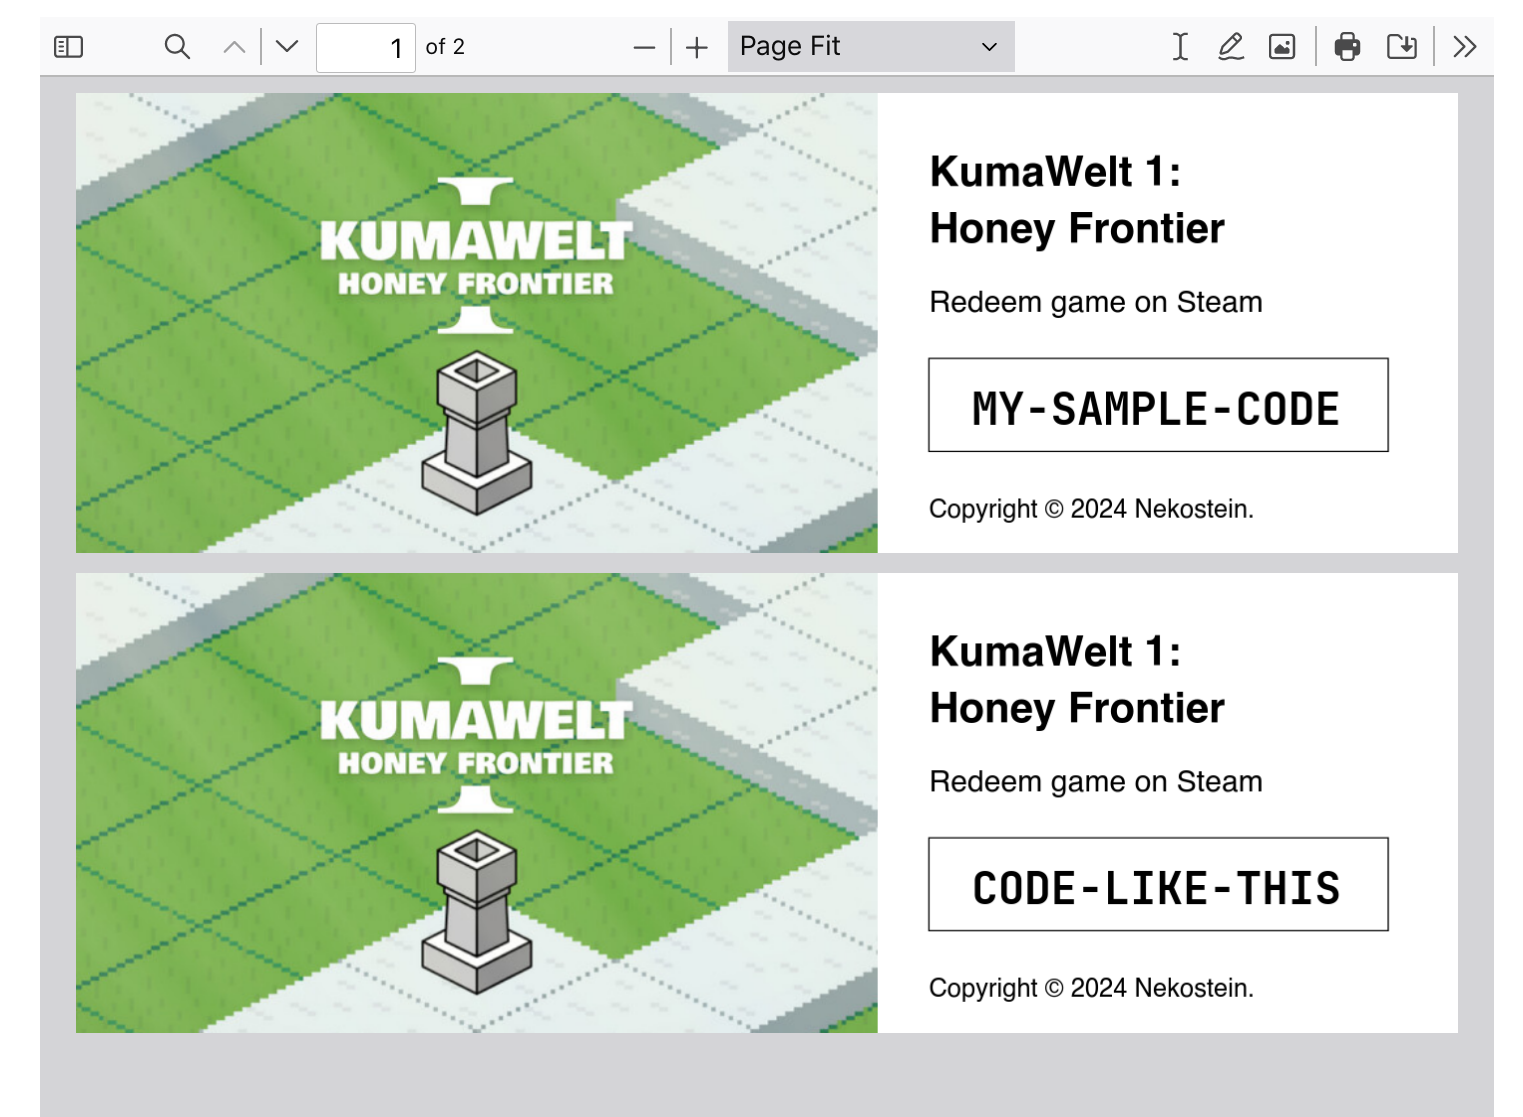 1 of 2
Page Fit
KUMAWELT
HONEY FRONTIER
KumaWelt 1:
Honey Frontier
Redeem game on Steam
MY-SAMPLE-CODE
Copyright © 2024 Nekostein.
KUMAWELT
HONEY FRONTIER
KumaWelt 1:
Honey Frontier
Redeem game on Steam
CODE-LIKE-THIS
Copyright © 2024 Nekostein.